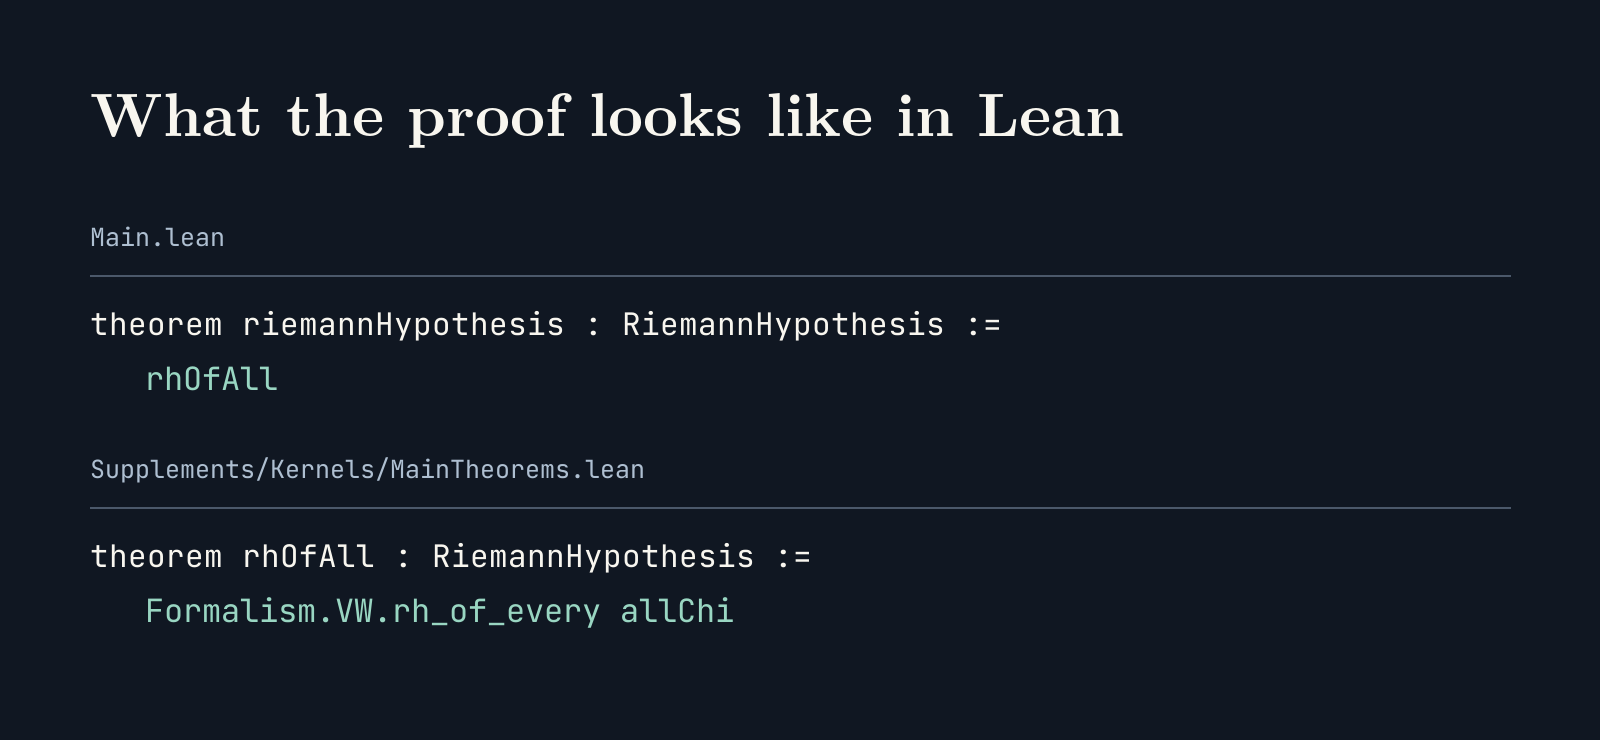 What the proof looks like in Lean
Main.lean
theorem riemannHypothesis : RiemannHypothesis :=
rhOfAll
Supplements/Kernels/MainTheorems.lean
theorem rhOfAll : RiemannHypothesis :=
Formalism.VW.rh_of_every allChi